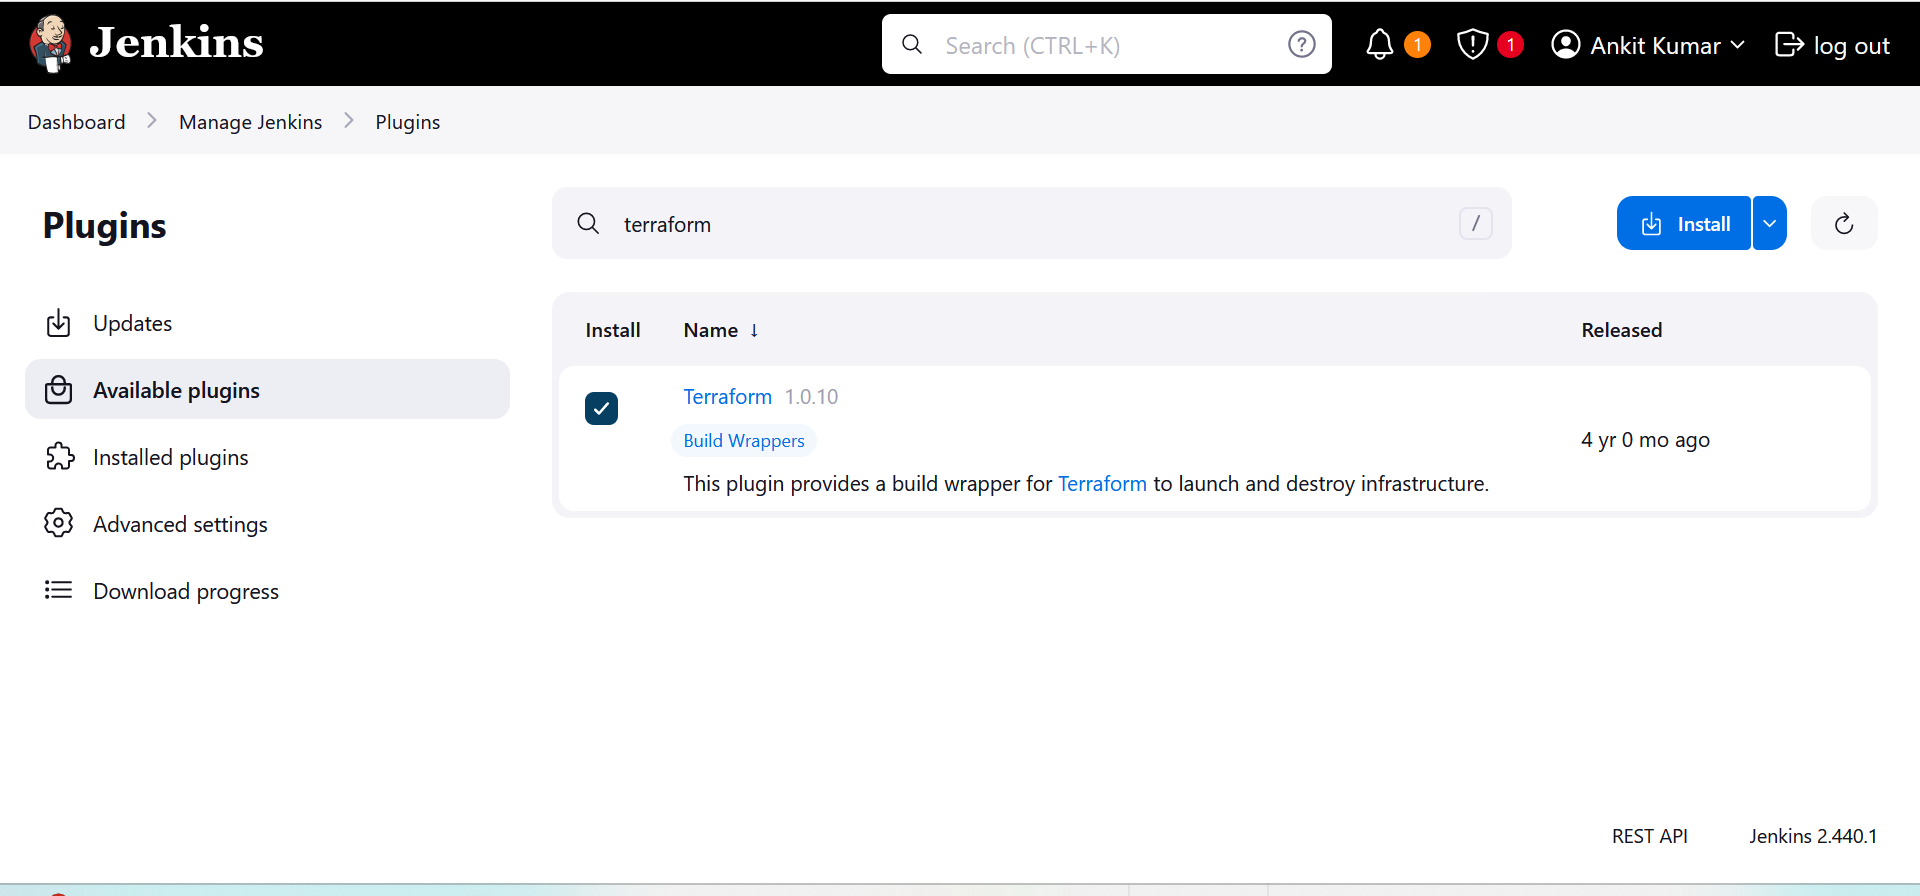 Jenkins
Search (CTRL+K)
?
1
1
Ankit Kumar
log out
Dashboard
Manage Jenkins
Plugins
Plugins
terraform
/
Install
Updates
Available plugins
Installed plugins
Advanced settings
Download progress
Install Name ↓ Released
Terraform 1.0.10
Build Wrappers
This plugin provides a build wrapper for Terraform to launch and destroy infrastructure.
4 yr 0 mo ago
REST API
Jenkins 2.440.1